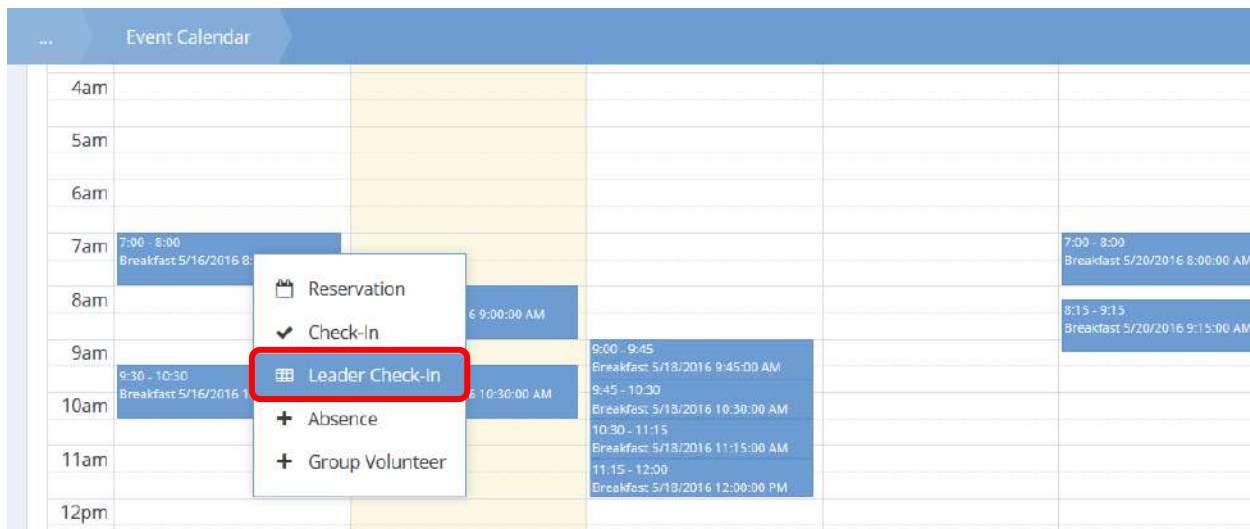 ... Event Calendar
4am
5am
6am
7am
8am
9am
10am
11am
12pm
7:00 - 8:00
Breakfast 5/16/2016 8:
9:30 - 10:30
Breakfast 5/16/2016 1
Reservation
Check-In
Leader Check-In
Absence
Group Volunteer
6 9:00:00 AM
6 10:30:00 AM
9:00 - 9:45
Breakfast 5/18/2016 9:45:00 AM
9:45 - 10:30
Breakfast 5/18/2016 10:30:00 AM
10:30 - 11:15
Breakfast 5/18/2016 11:15:00 AM
11:15 - 12:00
Breakfast 5/18/2016 12:00:00 PM
7:00 - 8:00
Breakfast 5/20/2016 8:00:00 AM
8:15 - 9:15
Breakfast 5/20/2016 9:15:00 AM